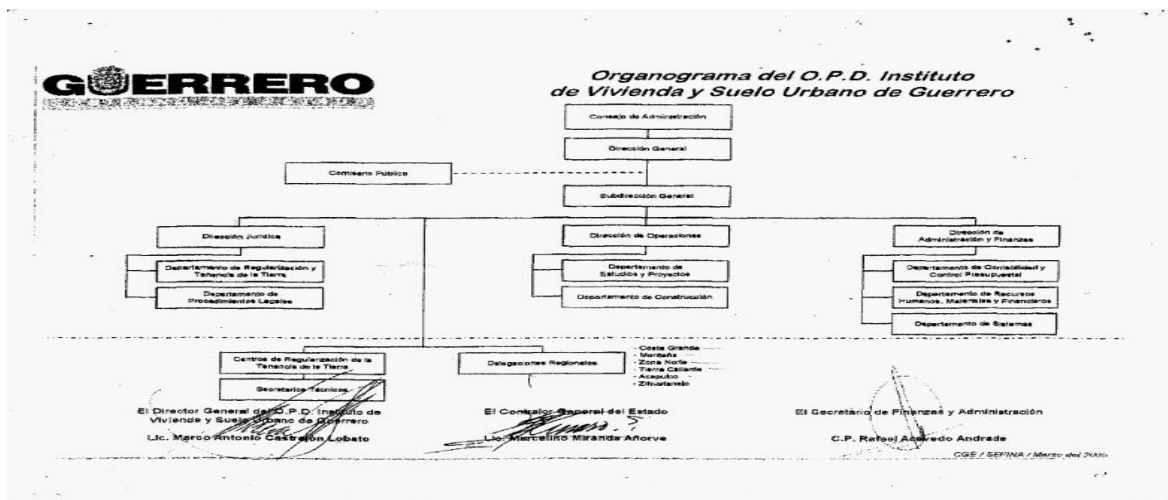 GUERRERO
Organograma del O.P.D. Instituto
de Vivienda y Suelo Urbano de Guerrero
Consejo de Administración
Dirección General
Comisario Público
Subdirección General
Dirección Jurídica
Departamento de Regularización y
Tenencia de la Tierra
Departamento de
Procedimientos Legales
Dirección de Operaciones
Departamento de
Estudios y Proyectos
Departamento de Construcción
Dirección de
Administración y Finanzas
Departamento de Contabilidad y
Control Presupuestal
Departamento de Recursos
Humanos, Materiales y Financieros
Departamento de Sistemas
Centros de Regularización de la
Tenencia de la Tierra
Secretarios Técnicos
Delegaciones Regionales
- Costa Grande
- Montaña
- Zona Norte
- Tierra Caliente
- Acapulco
- Zihuatanejo
El Director General del O.P.D. Instituto de
Vivienda y Suelo Urbano de Guerrero
Lic. Marco Antonio Castrejón Lobato
El Contralor General del Estado
Lic. Marcelino Miranda Añorve
El Secretario de Finanzas y Administración
C.P. Rafael Acevedo Andrade
CGE / SEFINA / Marzo del